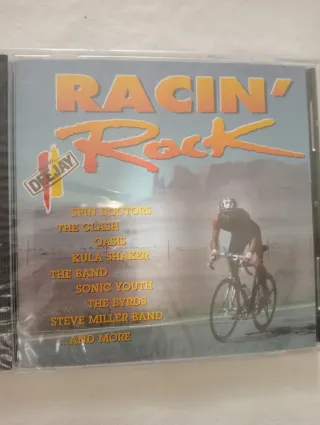 RACIN'
Rock
DEEJAY
SPIN DOCTORS
THE CLASH
OASIS
KULA SHAKER
THE BAND
SONIC YOUTH
THE BYRDS
STEVE MILLER BAND
...AND MORE